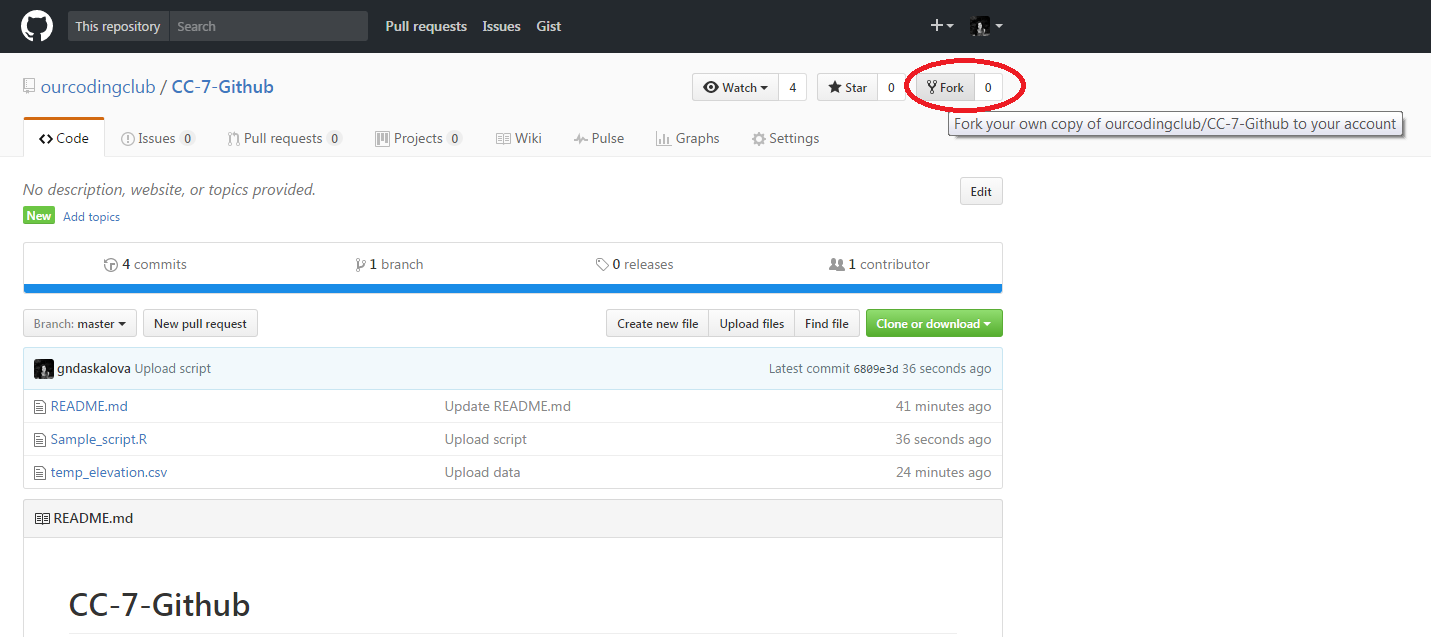 This repository Search Pull requests Issues Gist
ourcodingclub / CC-7-Github Watch 4 Star 0 Fork 0
Fork your own copy of ourcodingclub/CC-7-Github to your account
Code Issues 0 Pull requests 0 Projects 0 Wiki Pulse Graphs Settings
No description, website, or topics provided. Edit
New Add topics
4 commits 1 branch 0 releases 1 contributor
Branch: master New pull request Create new file Upload files Find file Clone or download
gndaskalova Upload script Latest commit 6809e3d 36 seconds ago
README.md Update README.md 41 minutes ago
Sample_script.R Upload script 36 seconds ago
temp_elevation.csv Upload data 24 minutes ago
README.md
CC-7-Github